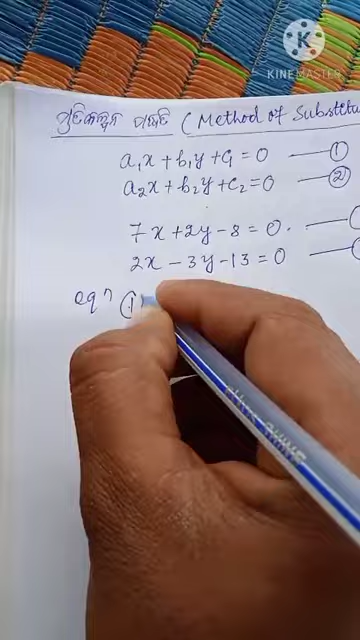 KINEMASTER
ପ୍ରତିକଳ୍ପନ ପଦ୍ଧତି (Method of Substitu
a₁x + b₁y + c₁ = 0 —— ①
a₂x + b₂y + c₂ = 0 —— ②
7x + 2y - 8 = 0.
2x - 3y - 13 = 0
eqⁿ ①